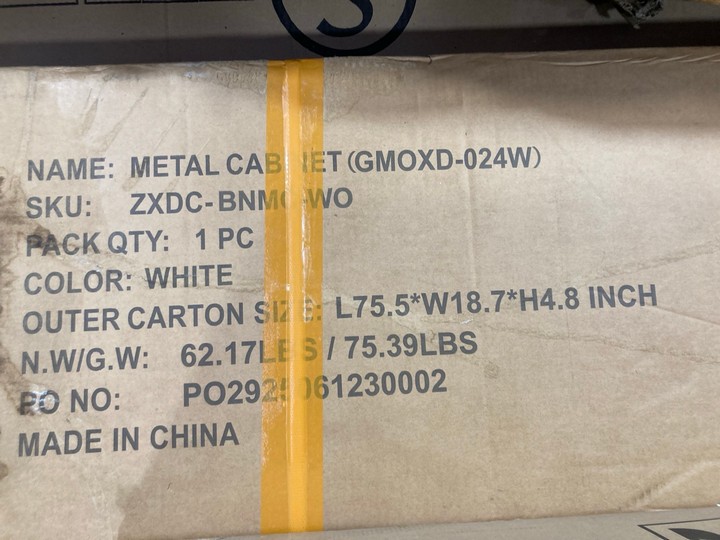 S
NAME: METAL CABINET (GMOXD-024W)
SKU:
PACK QTY: 1 PC
COLOR: WHITE
OUTER CARTON SIZE: L75.5*W18.7*H4.8 INCH
N.W/G.W: 62.17LBS / 75.39LBS
PO NO:
MADE IN CHINA